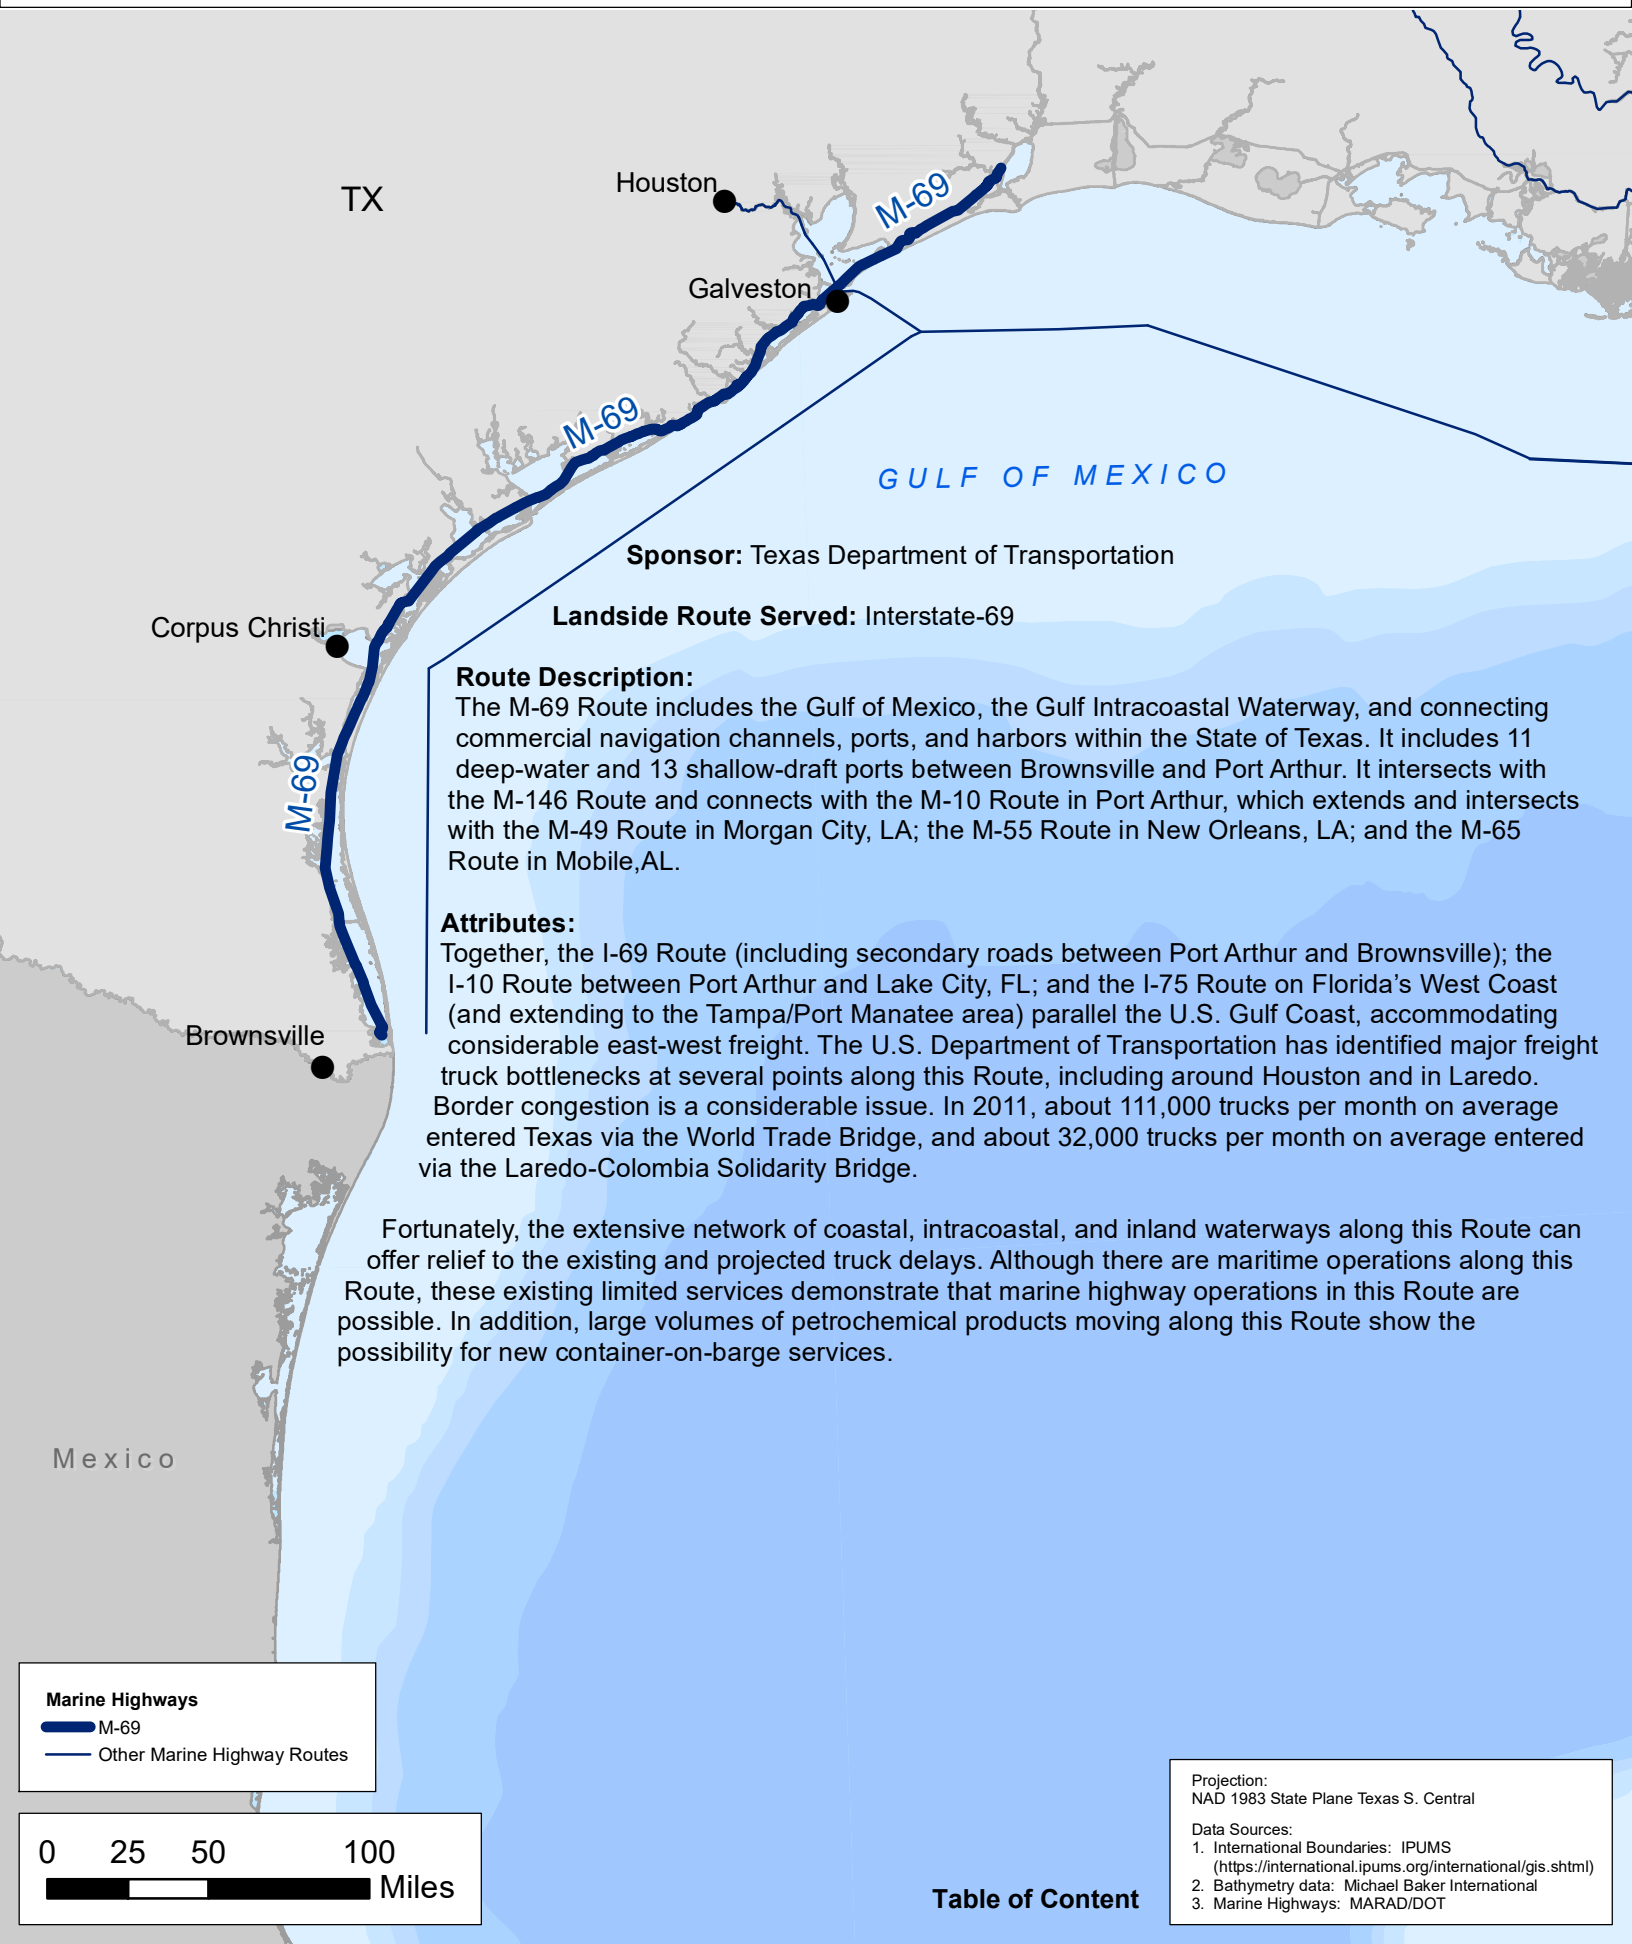 TX
Houston
M-69
Galveston
M-69
GULF OF MEXICO
Sponsor: Texas Department of Transportation
Landside Route Served: Interstate-69
Corpus Christi
Route Description:
The M-69 Route includes the Gulf of Mexico, the Gulf Intracoastal Waterway, and connecting
commercial navigation channels, ports, and harbors within the State of Texas. It includes 11
deep-water and 13 shallow-draft ports between Brownsville and Port Arthur. It intersects with
the M-146 Route and connects with the M-10 Route in Port Arthur, which extends and intersects
with the M-49 Route in Morgan City, LA; the M-55 Route in New Orleans, LA; and the M-65
Route in Mobile,AL.
M-69
Attributes:
Together, the I-69 Route (including secondary roads between Port Arthur and Brownsville); the
I-10 Route between Port Arthur and Lake City, FL; and the I-75 Route on Florida’s West Coast
(and extending to the Tampa/Port Manatee area) parallel the U.S. Gulf Coast, accommodating
considerable east-west freight. The U.S. Department of Transportation has identified major freight
truck bottlenecks at several points along this Route, including around Houston and in Laredo.
Border congestion is a considerable issue. In 2011, about 111,000 trucks per month on average
entered Texas via the World Trade Bridge, and about 32,000 trucks per month on average entered
via the Laredo-Colombia Solidarity Bridge.
Brownsville
Fortunately, the extensive network of coastal, intracoastal, and inland waterways along this Route can
offer relief to the existing and projected truck delays. Although there are maritime operations along this
Route, these existing limited services demonstrate that marine highway operations in this Route are
possible. In addition, large volumes of petrochemical products moving along this Route show the
possibility for new container-on-barge services.
Mexico
Marine Highways
M-69
Other Marine Highway Routes
0 25 50 100
Miles
Table of Content
Projection:
NAD 1983 State Plane Texas S. Central
Data Sources:
1. International Boundaries: IPUMS
(https://international.ipums.org/international/gis.shtml)
2. Bathymetry data: Michael Baker International
3. Marine Highways: MARAD/DOT